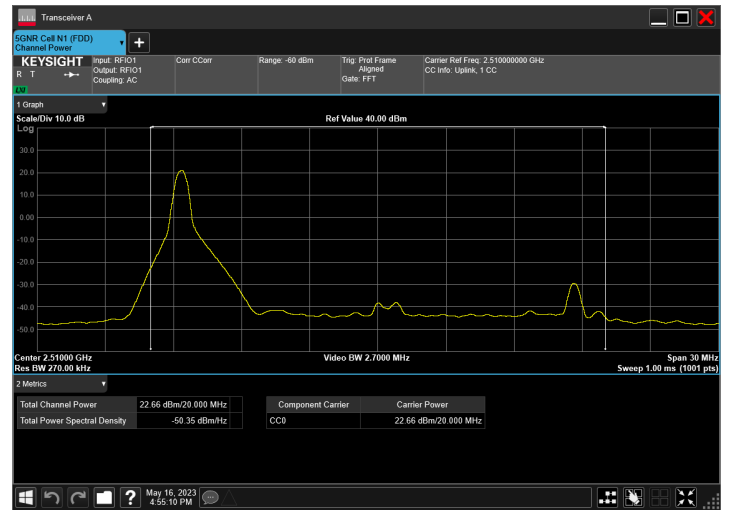 Transceiver A
5GNR Cell N1 (FDD)
Channel Power
KEYSIGHT
R T
LXI
Input: RFIO1
Output: RFIO1
Coupling: AC
Corr CCorr
Range: -60 dBm
Trig: Prot Frame
Aligned
Gate: FFT
Carrier Ref Freq: 2.510000000 GHz
CC Info: Uplink, 1 CC
1 Graph
Scale/Div 10.0 dB
Ref Value 40.00 dBm
Log
30.0
20.0
10.0
0.00
-10.0
-20.0
-30.0
-40.0
-50.0
Center 2.51000 GHz
Video BW 2.7000 MHz
Span 30 MHz
Res BW 270.00 kHz
Sweep 1.00 ms (1001 pts)
2 Metrics
Total Channel Power 22.66 dBm/20.000 MHz
Total Power Spectral Density -50.35 dBm/Hz
Component Carrier Carrier Power
CC0 22.66 dBm/20.000 MHz
?
May 16, 2023
4:55:10 PM